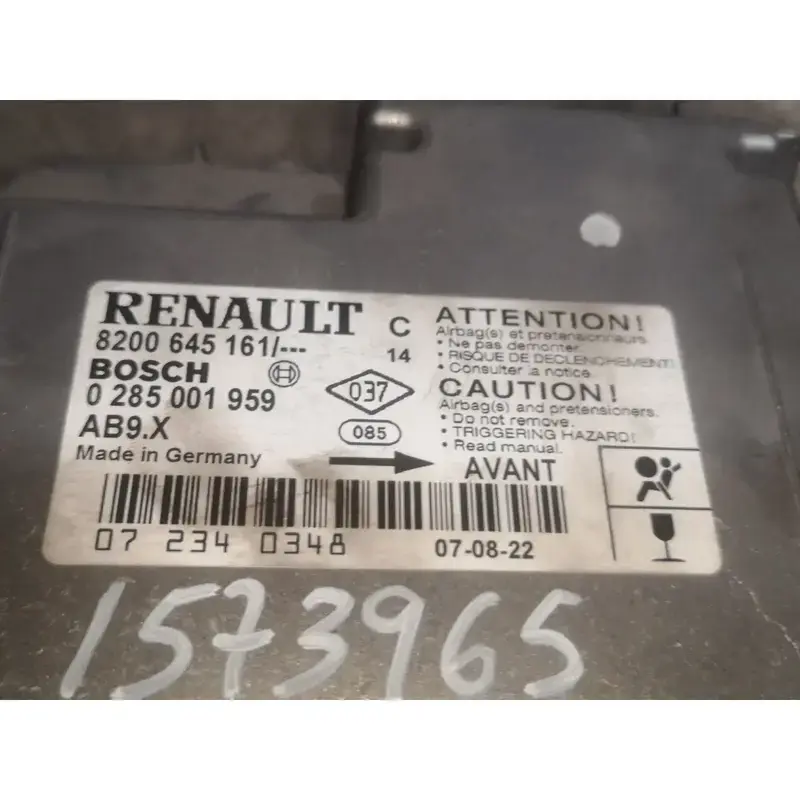 RENAULT
8200 645 161/---
BOSCH
0 285 001 959
AB9.X
Made in Germany
C
14
037
085
ATTENTION!
Airbag(s) et pretensionneurs
• Ne pas demonter.
• RISQUE DE DECLENCHEMENT!
• Consulter la notice.
CAUTION!
Airbag(s) and pretensioners.
• Do not remove.
• TRIGGERING HAZARD!
• Read manual.
AVANT
07 234 0348
07-08-22
1573965